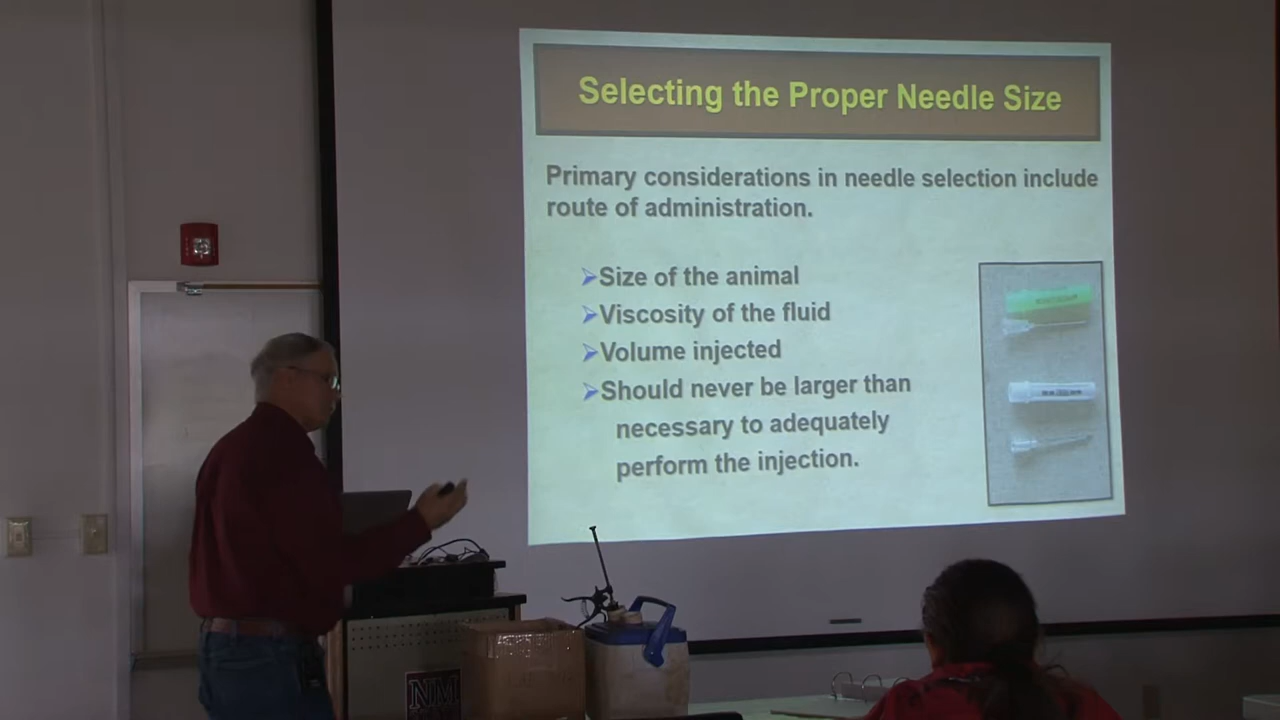 Selecting the Proper Needle Size
Primary considerations in needle selection include
route of administration.
➢Size of the animal
➢Viscosity of the fluid
➢Volume injected
➢Should never be larger than
necessary to adequately
perform the injection.
NM